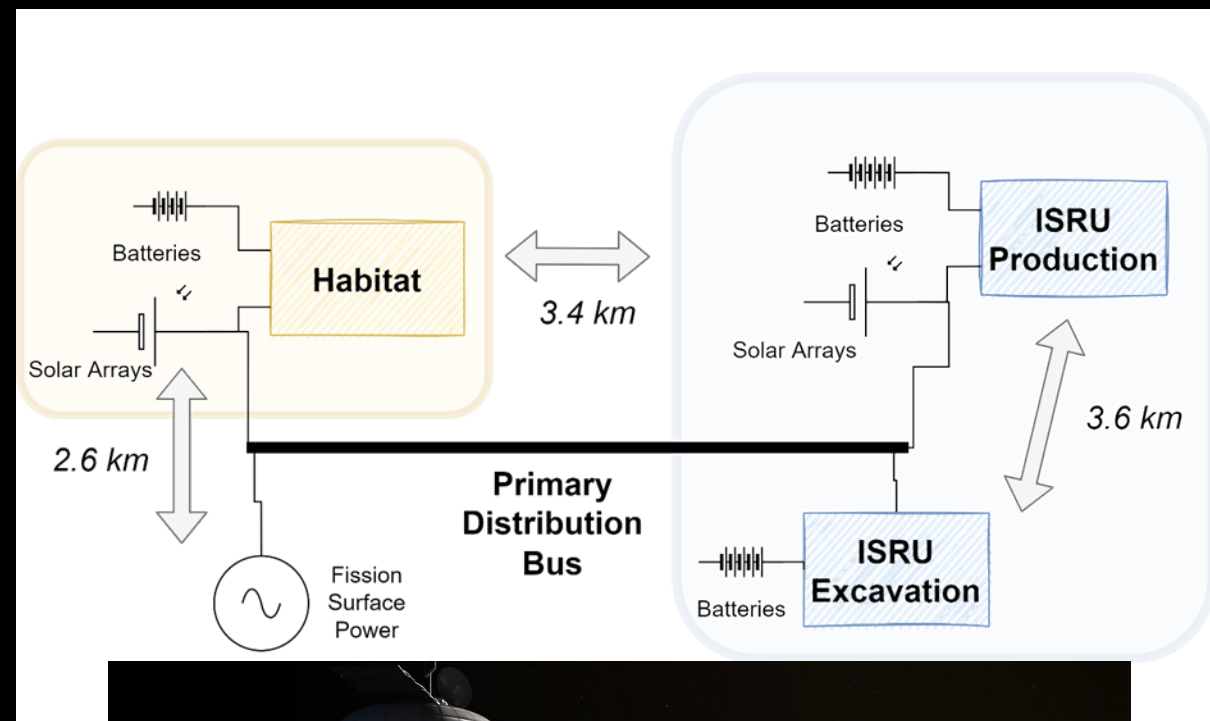 Batteries
Habitat
Solar Arrays
2.6 km
3.4 km
Primary
Distribution
Bus
Fission
Surface
Power
Batteries
ISRU
Production
Solar Arrays
3.6 km
ISRU
Excavation
Batteries